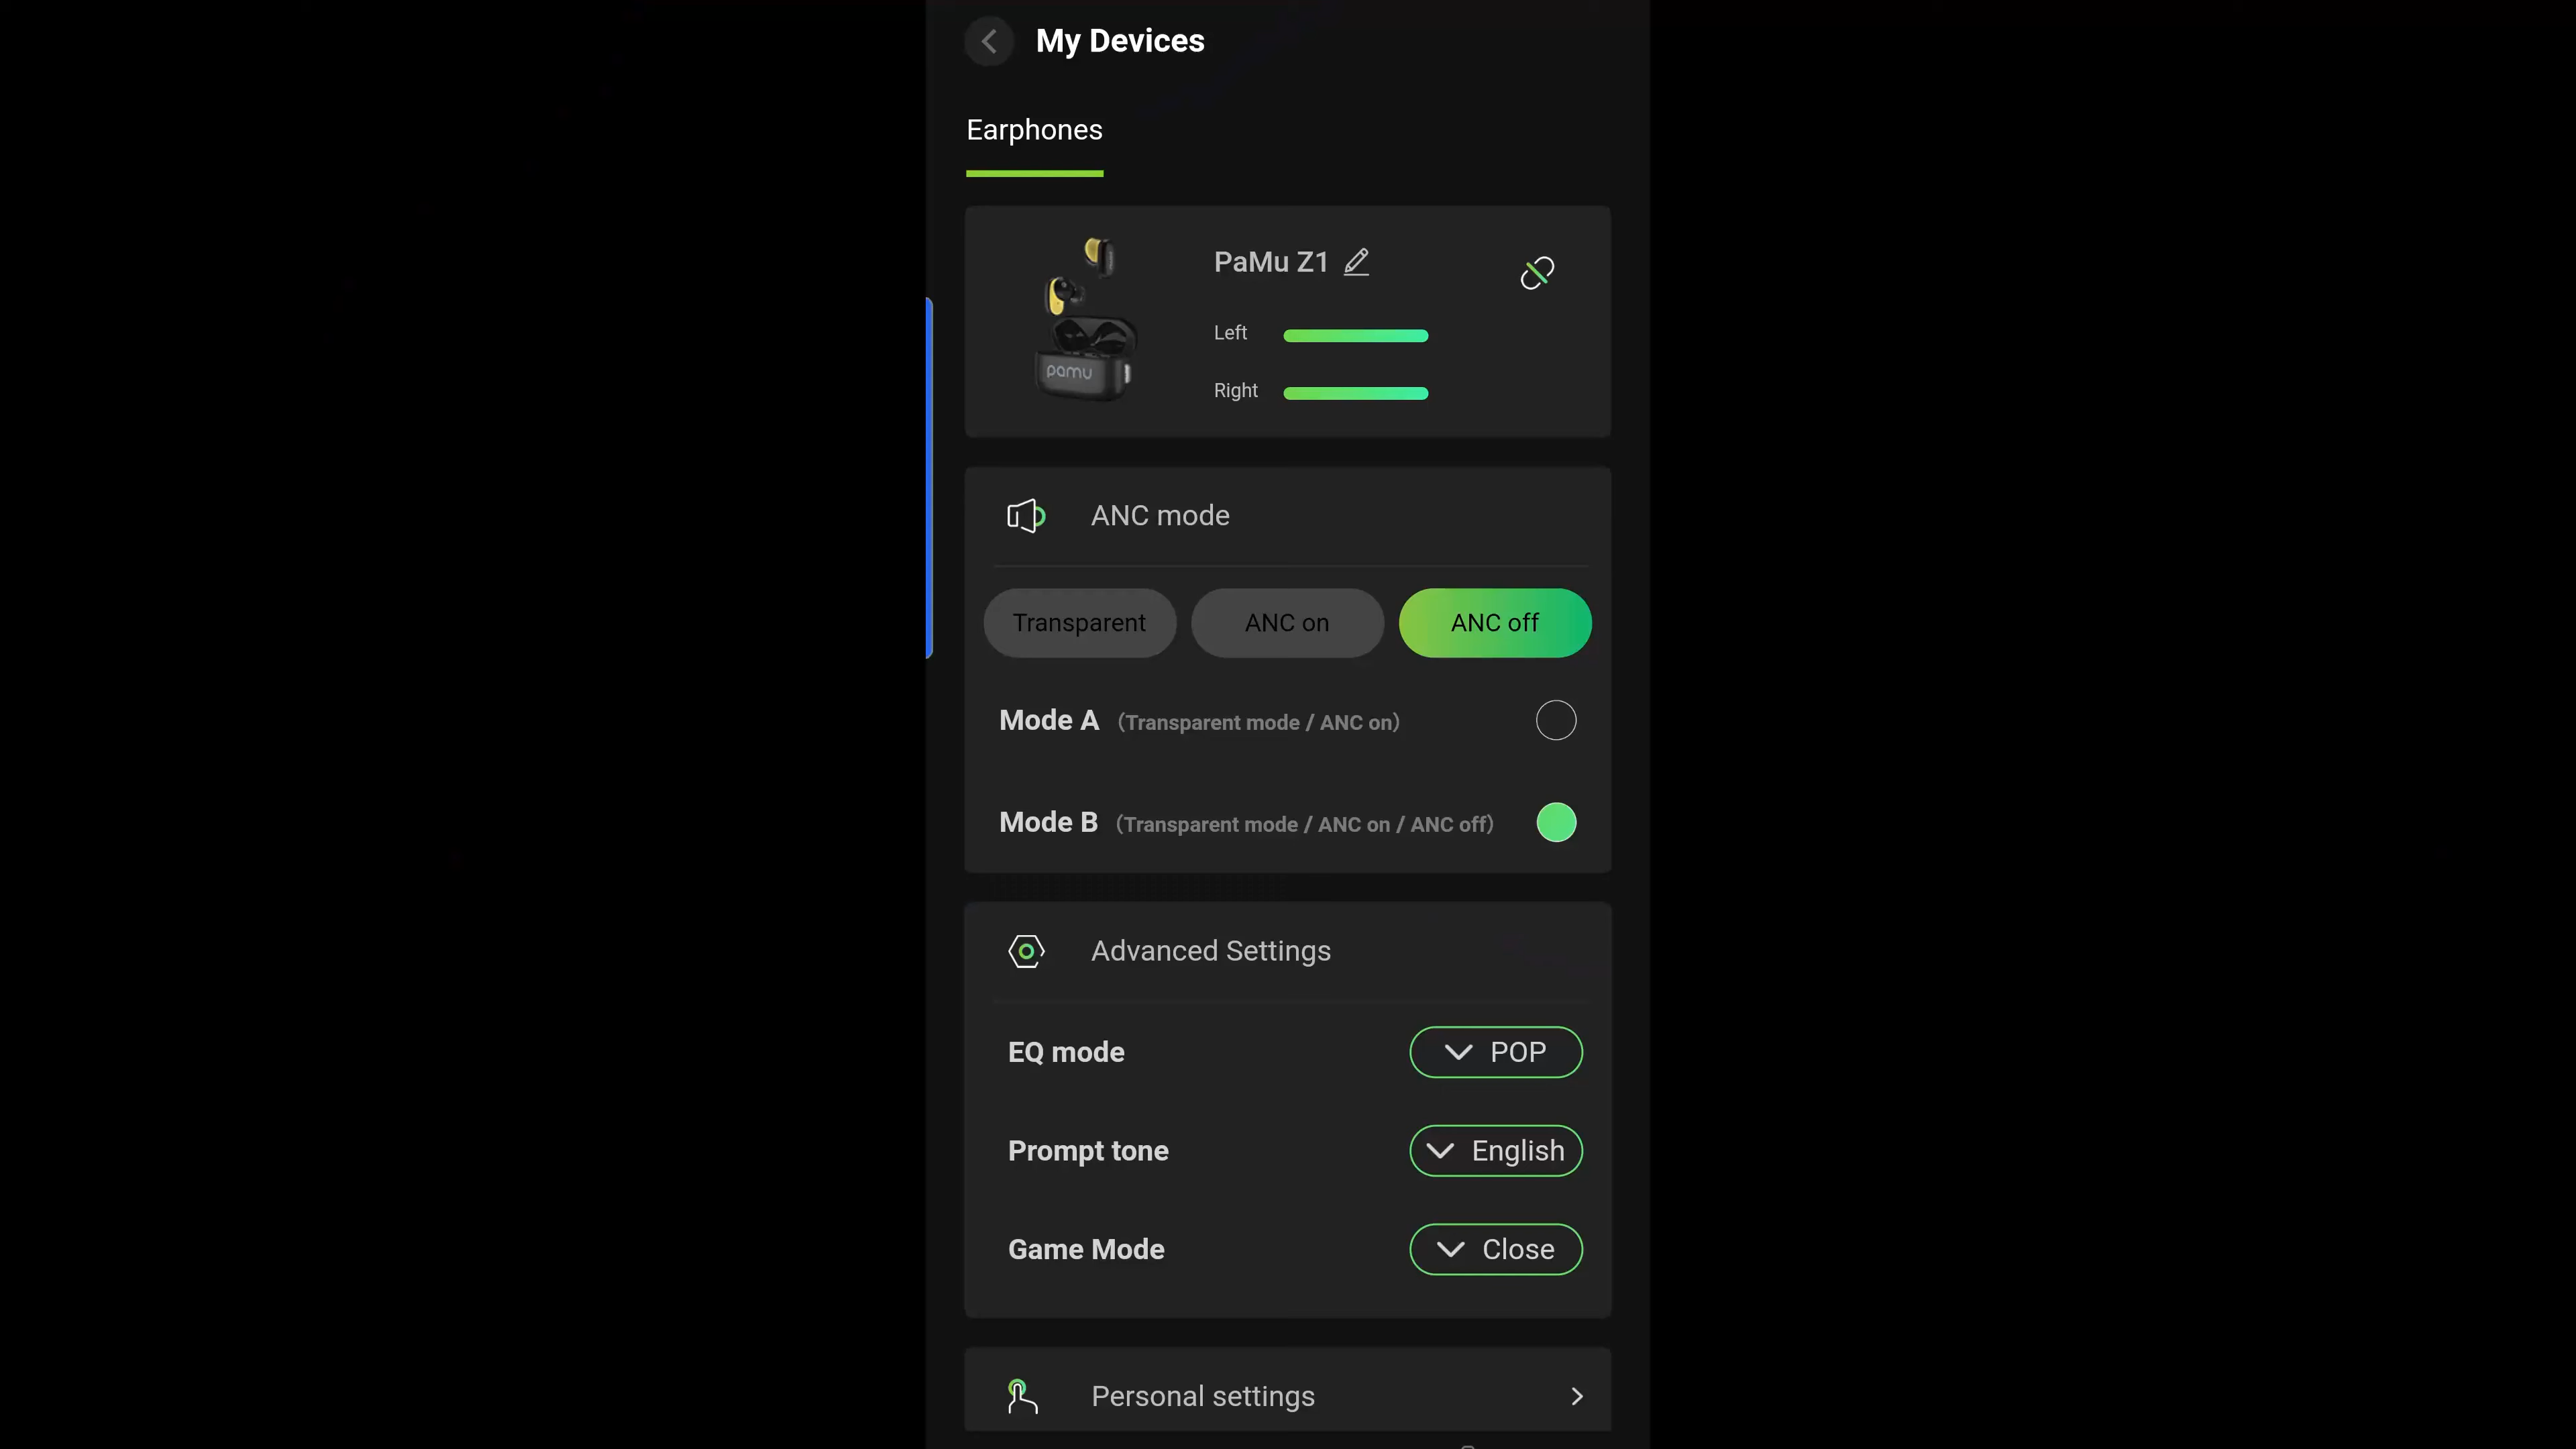 My Devices
Earphones
PaMu Z1
Left
Right
pamu
ANC mode
Transparent
ANC on
ANC off
Mode A (Transparent mode / ANC on)
Mode B (Transparent mode / ANC on / ANC off)
Advanced Settings
EQ mode
POP
Prompt tone
English
Game Mode
Close
Personal settings